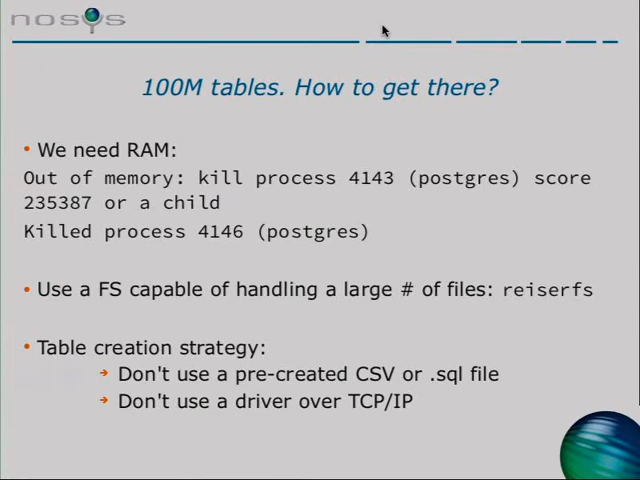 nosys
100M tables. How to get there?
• We need RAM:
Out of memory: kill process 4143 (postgres) score
235387 or a child
Killed process 4146 (postgres)
• Use a FS capable of handling a large # of files: reiserfs
• Table creation strategy:
➔ Don't use a pre-created CSV or .sql file
➔ Don't use a driver over TCP/IP